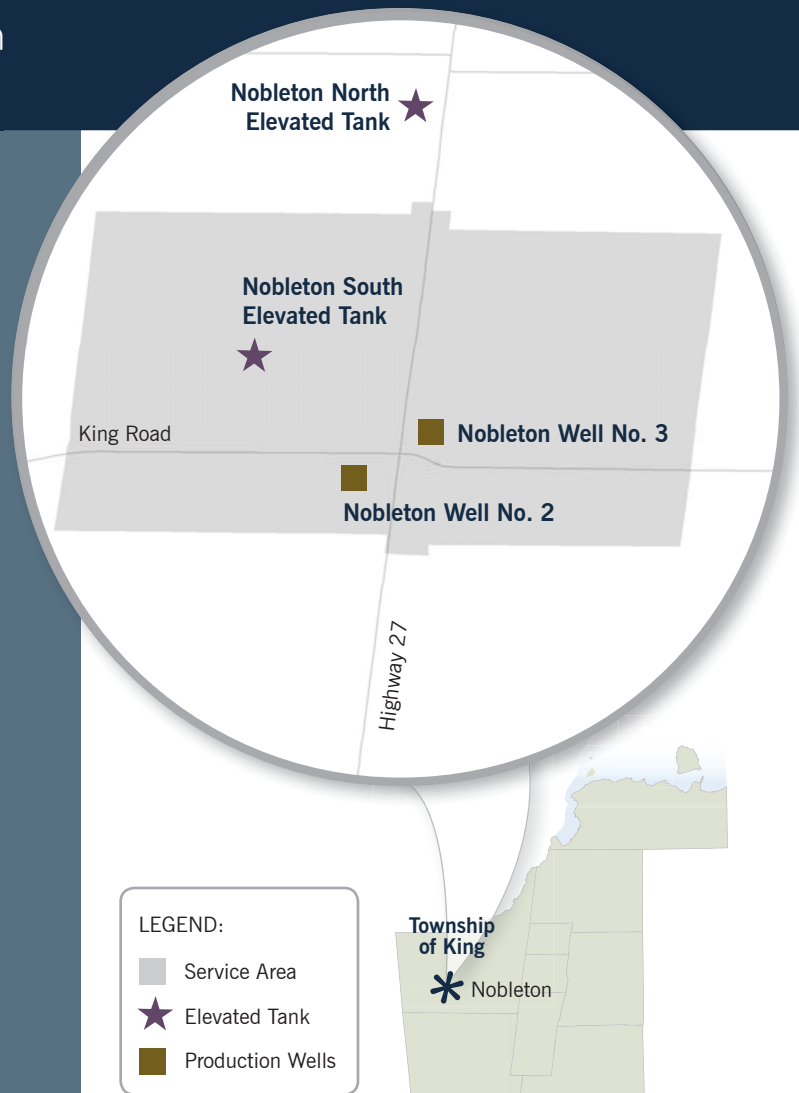 Nobleton North
Elevated Tank
Nobleton South
Elevated Tank
King Road
Nobleton Well No. 3
Nobleton Well No. 2
Highway 27
LEGEND:
Service Area
Elevated Tank
Production Wells
Township
of King
Nobleton